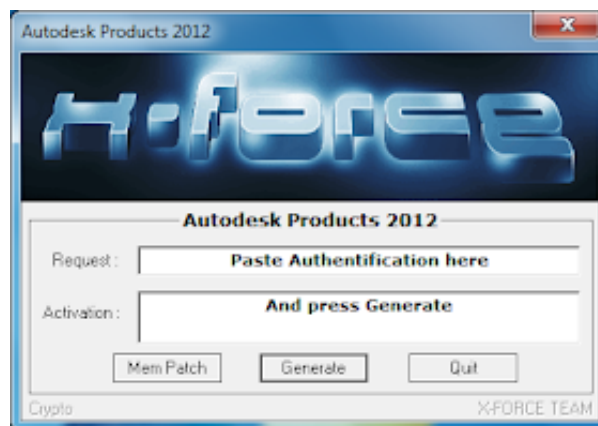 Autodesk Products 2012
X-FORCE
Autodesk Products 2012
Request :
Paste Authentification here
Activation :
And press Generate
Mem Patch Generate Quit
Crypto X-FORCE TEAM